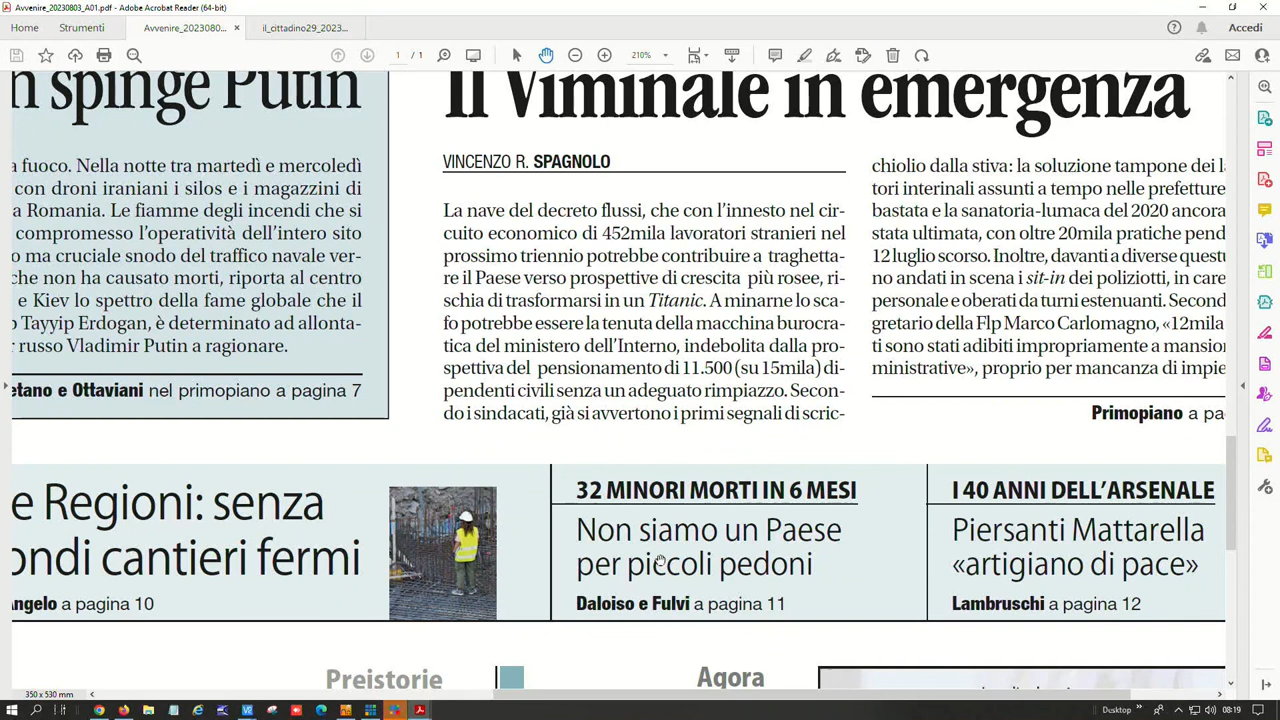 Avvenire_20230803_A01.pdf - Adobe Acrobat Reader (64-bit)
Home Strumenti Avvenire_2023080... × il_cittadino29_2023... Accedi
1 / 1 210%
n spinge Putin
a fuoco. Nella notte tra martedì e mercoledì
con droni iraniani i silos e i magazzini di
a Romania. Le fiamme degli incendi che si
compromesso l'operatività dell'intero sito
o ma cruciale snodo del traffico navale ver-
che non ha causato morti, riporta al centro
e Kiev lo spettro della fame globale che il
p Tayyip Erdogan, è determinato ad allonta-
r russo Vladimir Putin a ragionare.
etano e Ottaviani nel primopiano a pagina 7
Il Viminale in emergenza
VINCENZO R. SPAGNOLO
La nave del decreto flussi, che con l'innesto nel cir-
cuito economico di 452mila lavoratori stranieri nel
prossimo triennio potrebbe contribuire a traghetta-
re il Paese verso prospettive di crescita più rosee, ri-
schia di trasformarsi in un Titanic. A minarne lo sca-
fo potrebbe essere la tenuta della macchina burocra-
tica del ministero dell'Interno, indebolita dalla pro-
spettiva del pensionamento di 11.500 (su 15mila) di-
pendenti civili senza un adeguato rimpiazzo. Secon-
do i sindacati, già si avvertono i primi segnali di scric-
chiolio dalla stiva: la soluzione tampone dei l
tori interinali assunti a tempo nelle prefetture
bastata e la sanatoria-lumaca del 2020 ancora
stata ultimata, con oltre 20mila pratiche pend
12 luglio scorso. Inoltre, davanti a diverse questu
no andati in scena i sit-in dei poliziotti, in care
personale e oberati da turni estenuanti. Second
gretario della Flp Marco Carlomagno, «12mila
ti sono stati adibiti impropriamente a mansion
ministrative», proprio per mancanza di impie
Primopiano a pa
e Regioni: senza
ondi cantieri fermi
Angelo a pagina 10
32 MINORI MORTI IN 6 MESI
Non siamo un Paese
per piccoli pedoni
Daloiso e Fulvi a pagina 11
I 40 ANNI DELL'ARSENALE
Piersanti Mattarella
«artigiano di pace»
Lambruschi a pagina 12
Preistorie
Agora
350 x 530 mm
Desktop » 08:19